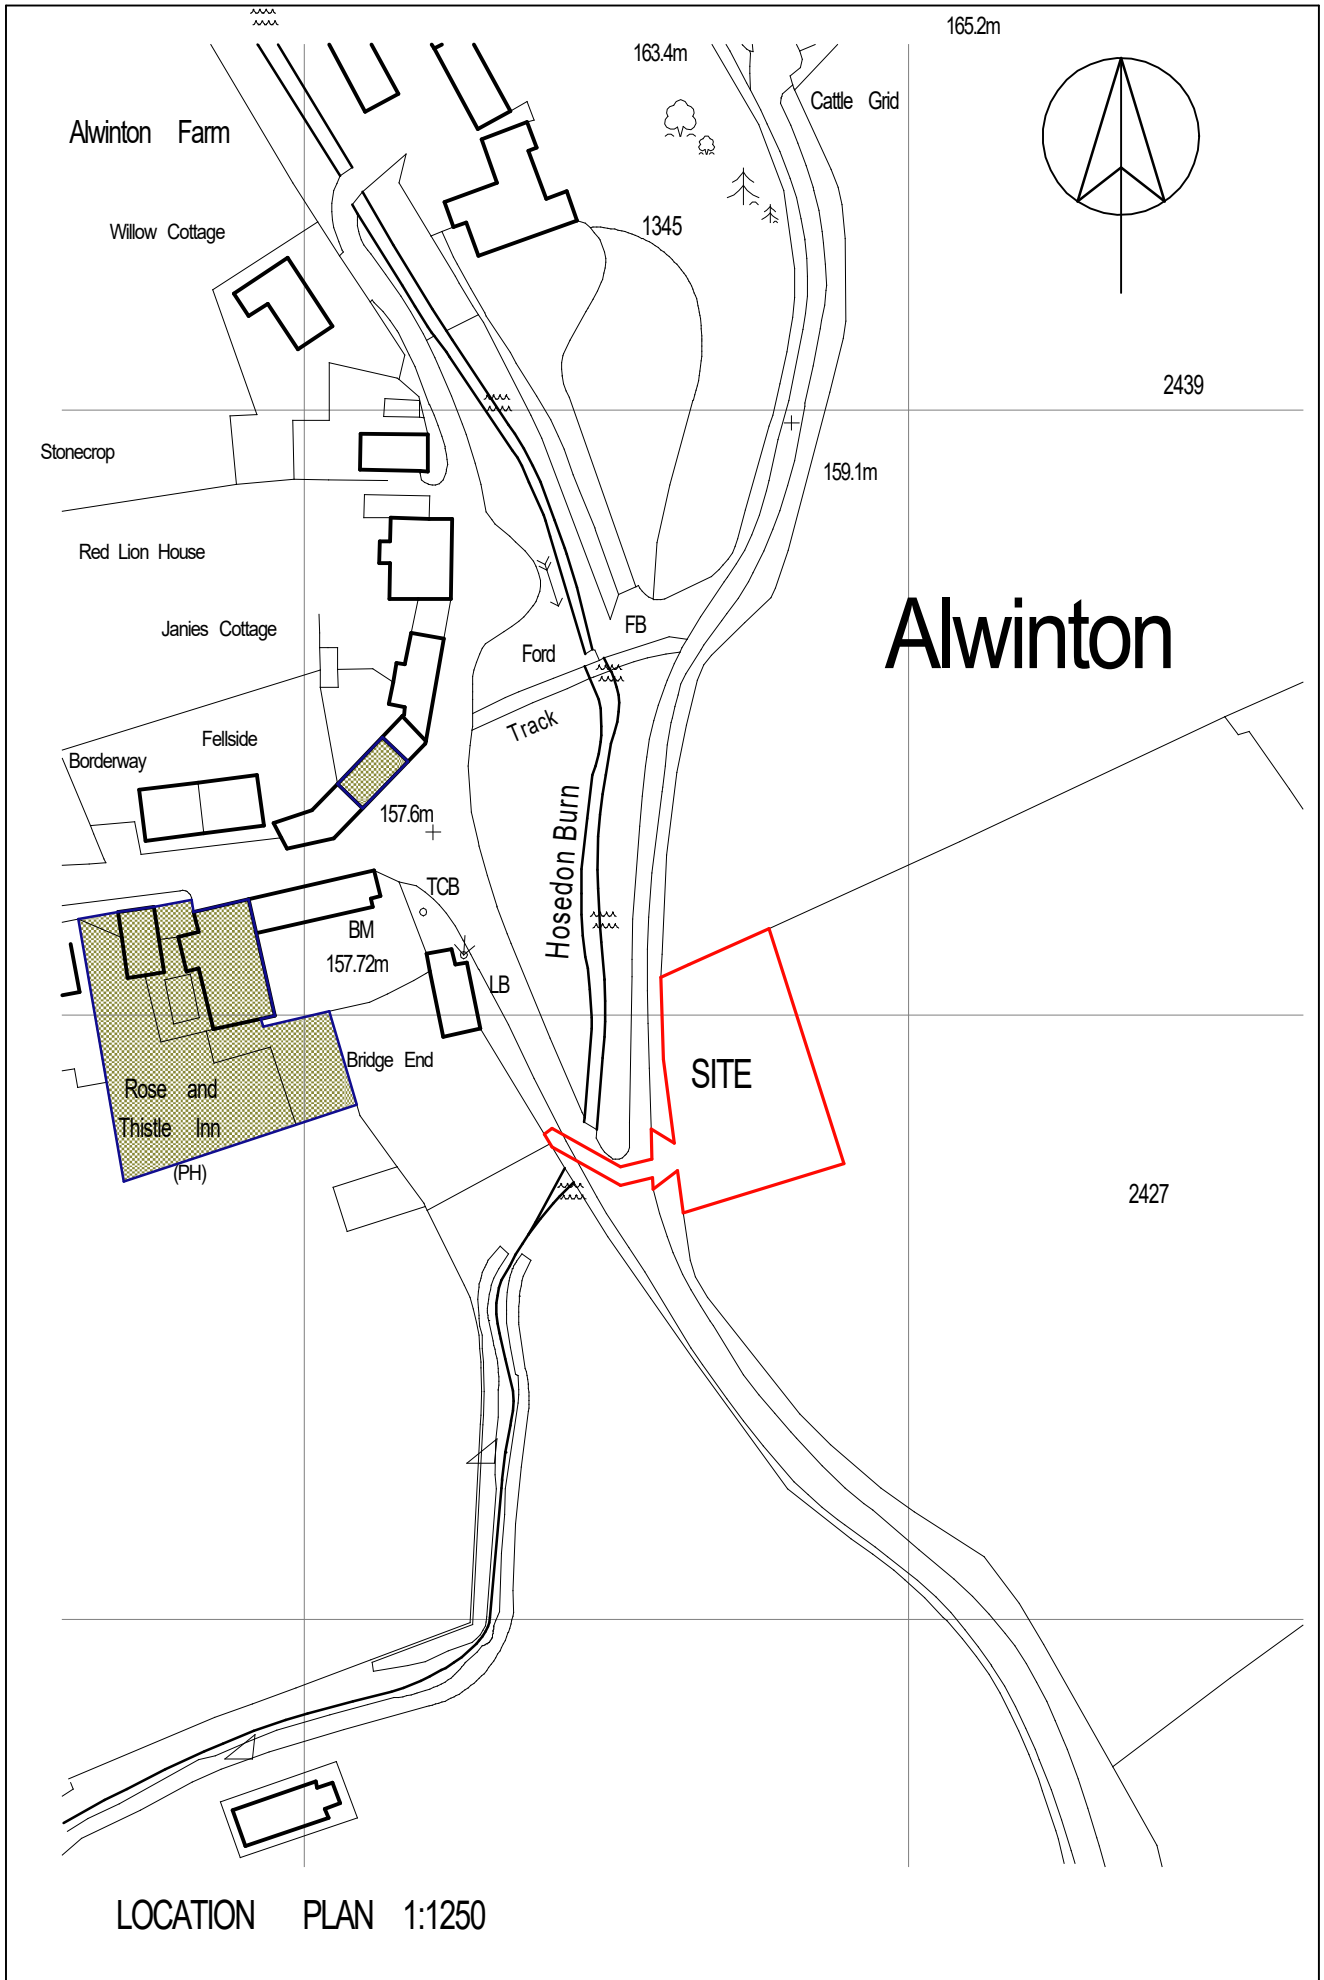 165.2m
163.4m
Cattle Grid
Alwinton Farm
Willow Cottage
1345
2439
Stonecrop
159.1m
Red Lion House
Alwinton
Janies Cottage
FB
Ford
Track
Fellside
Borderway
157.6m
Hosedon Burn
TCB
BM
157.72m
LB
Bridge End
SITE
Rose and
Thistle Inn
(PH)
2427
LOCATION PLAN 1:1250